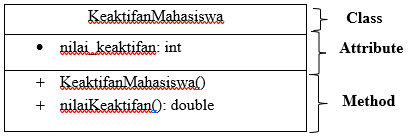 KeaktifanMahasiswa
Class
• nilai_keaktifan: int
Attribute
+ KeaktifanMahasiswa()
+ nilaiKeaktifan(): double
Method